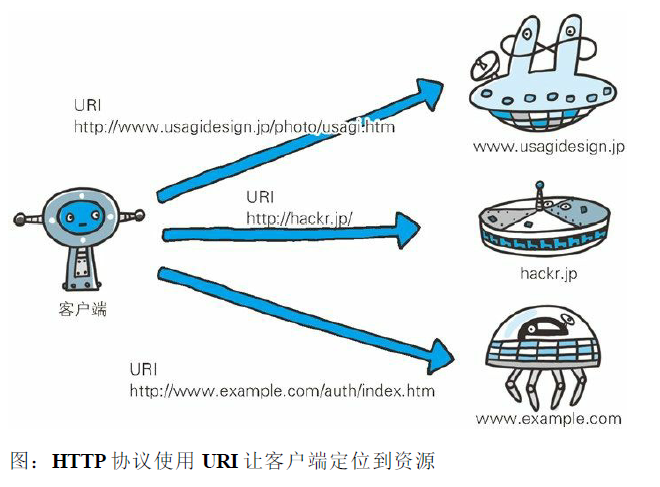 URI
http://www.usagidesign.jp/photo/usagi.htm
www.usagidesign.jp
URI
http://hackr.jp/
hackr.jp
客户端
URI
http://www.example.com/auth/index.htm
www.example.com
图：HTTP 协议使用 URI 让客户端定位到资源